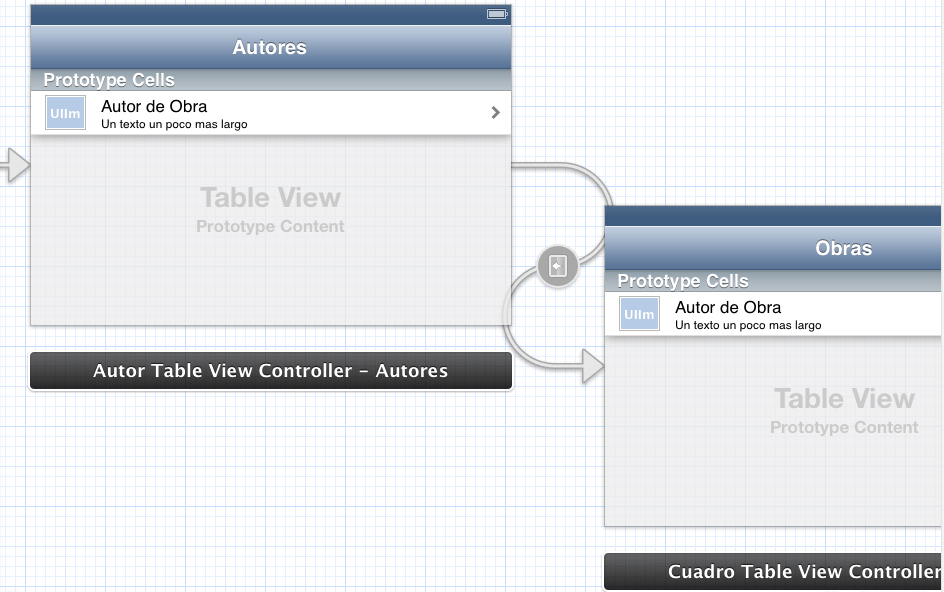 Autores
Prototype Cells
UIIm
Autor de Obra
Un texto un poco mas largo
Table View
Prototype Content
Autor Table View Controller – Autores
Obras
Prototype Cells
UIIm
Autor de Obra
Un texto un poco mas largo
Table View
Prototype Content
Cuadro Table View Controller